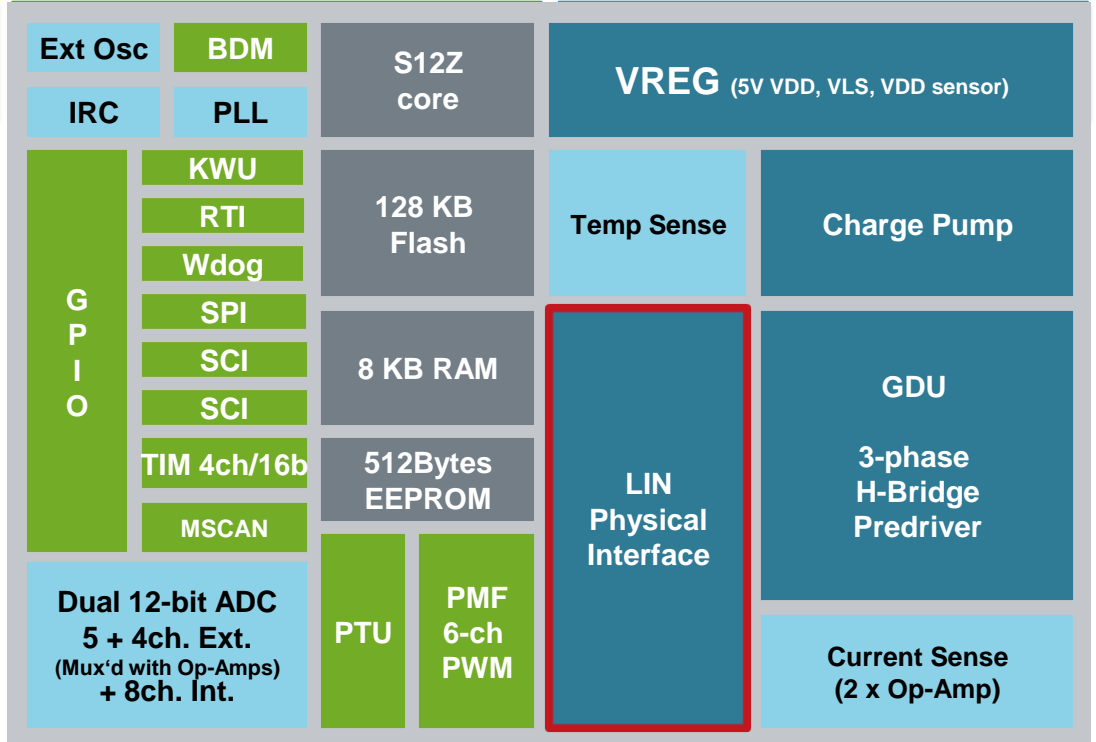 Ext Osc
BDM
IRC
PLL
S12Z
core
VREG (5V VDD, VLS, VDD sensor)
G
P
I
O
KWU
RTI
Wdog
SPI
SCI
SCI
TIM 4ch/16b
MSCAN
128 KB
Flash
8 KB RAM
512Bytes
EEPROM
Temp Sense
Charge Pump
LIN
Physical
Interface
GDU
3-phase
H-Bridge
Predriver
Dual 12-bit ADC
5 + 4ch. Ext.
(Mux‘d with Op-Amps)
+ 8ch. Int.
PTU
PMF
6-ch
PWM
Current Sense
(2 x Op-Amp)